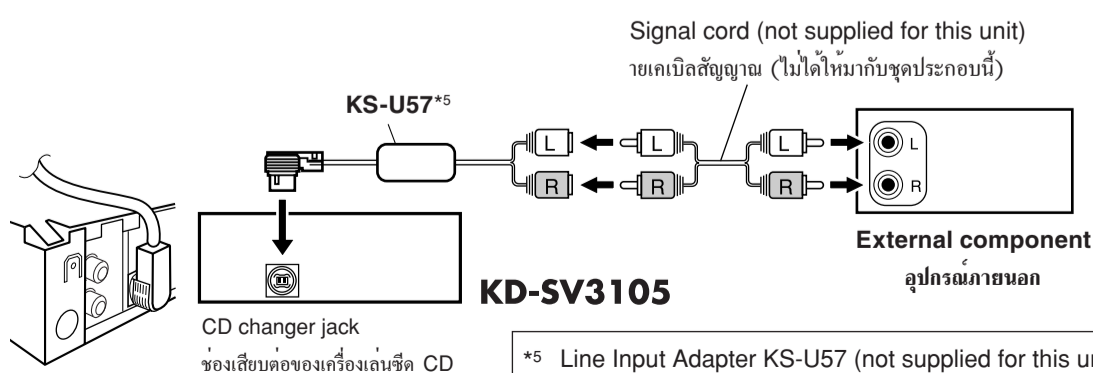 Signal cord (not supplied for this unit)
ายเคเบิลสัญญาณ (ไม่ได้ให้มากับชุดประกอบนี้)
KS-U57*5
L
L
L
L
R
R
R
R
External component
อุปกรณ์ภายนอก
KD-SV3105
CD changer jack
ช่องเสียบต่อของเครื่องเล่นซีด CD
*5 Line Input Adapter KS-U57 (not supplied for this